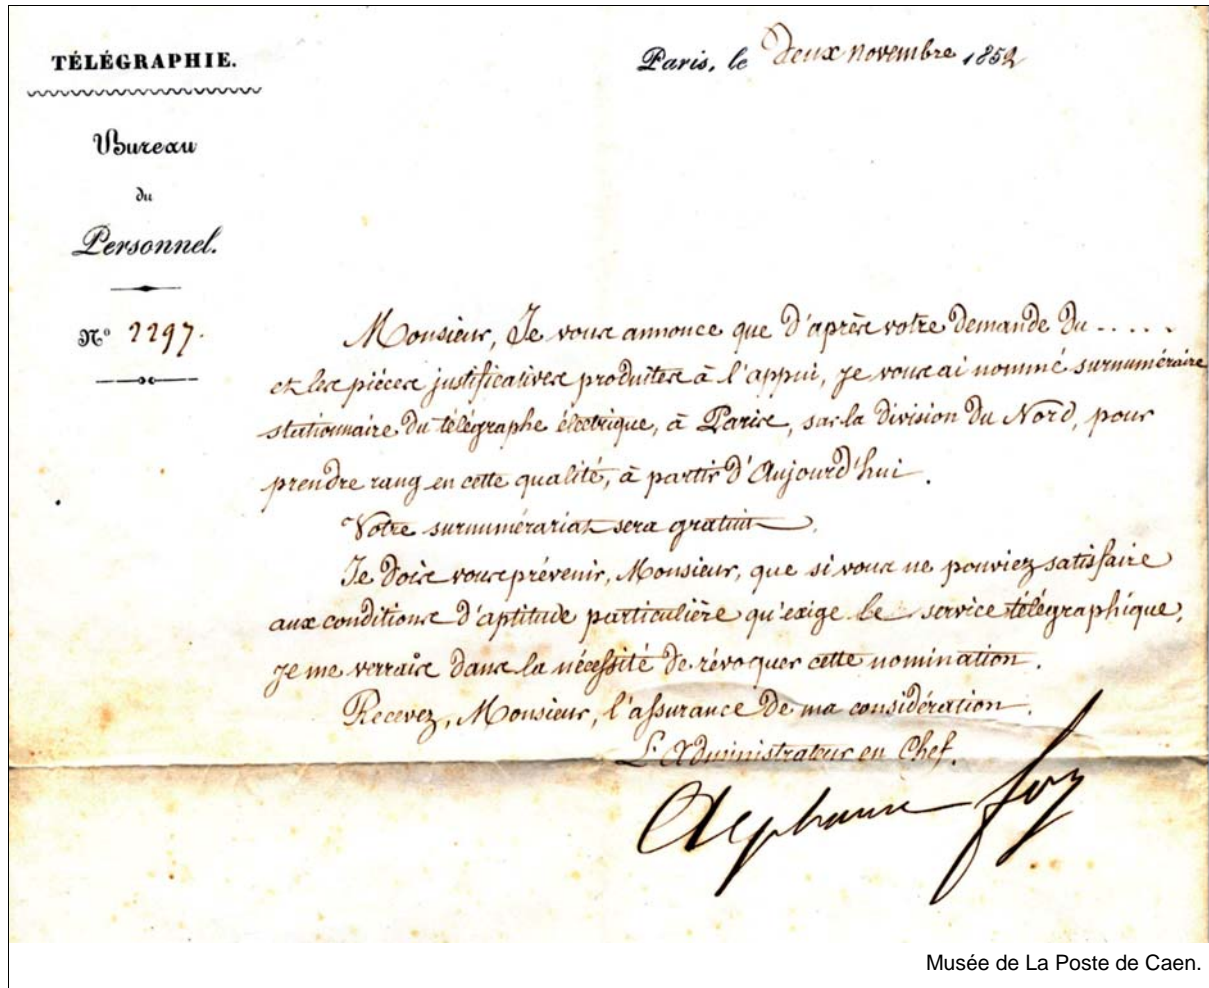 TÉLÉGRAPHIE.
Bureau
du
Personnel.
N° 2297.
Paris, le deux novembre 1852
Monsieur, Je vous annonce que d'après votre demande du .....
et les pièces justificatives produites à l'appui, je vous ai nommé surnuméraire
stationnaire du télégraphe électrique, à Paris, sur la division du Nord, pour
prendre rang en cette qualité, à partir d'Aujourd'hui.
Votre surnumérariat sera gratuit.
Je dois vous prévenir, Monsieur, que si vous ne pouviez satisfaire
aux conditions d'aptitude particulière qu'exige le service télégraphique,
je me verrais dans la nécessité de révoquer cette nomination.
Recevez, Monsieur, l'assurance de ma considération.
L'Administrateur en Chef.
Alphonse Foy
Musée de La Poste de Caen.